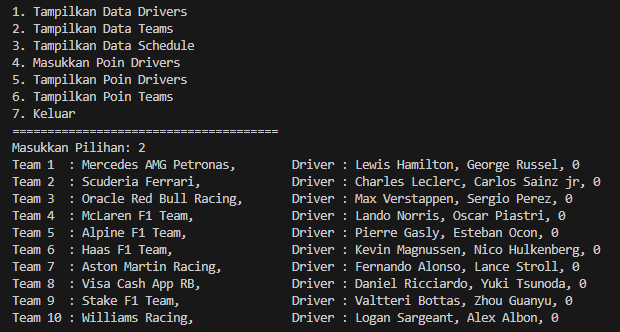 1. Tampilkan Data Drivers
2. Tampilkan Data Teams
3. Tampilkan Data Schedule
4. Masukkan Poin Drivers
5. Tampilkan Poin Drivers
6. Tampilkan Poin Teams
7. Keluar
======================================
Masukkan Pilihan: 2
Team 1  : Mercedes AMG Petronas,        Driver : Lewis Hamilton, George Russel, 0
Team 2  : Scuderia Ferrari,             Driver : Charles Leclerc, Carlos Sainz jr, 0
Team 3  : Oracle Red Bull Racing,       Driver : Max Verstappen, Sergio Perez, 0
Team 4  : McLaren F1 Team,              Driver : Lando Norris, Oscar Piastri, 0
Team 5  : Alpine F1 Team,               Driver : Pierre Gasly, Esteban Ocon, 0
Team 6  : Haas F1 Team,                 Driver : Kevin Magnussen, Nico Hulkenberg, 0
Team 7  : Aston Martin Racing,          Driver : Fernando Alonso, Lance Stroll, 0
Team 8  : Visa Cash App RB,             Driver : Daniel Ricciardo, Yuki Tsunoda, 0
Team 9  : Stake F1 Team,                Driver : Valtteri Bottas, Zhou Guanyu, 0
Team 10 : Williams Racing,              Driver : Logan Sargeant, Alex Albon, 0